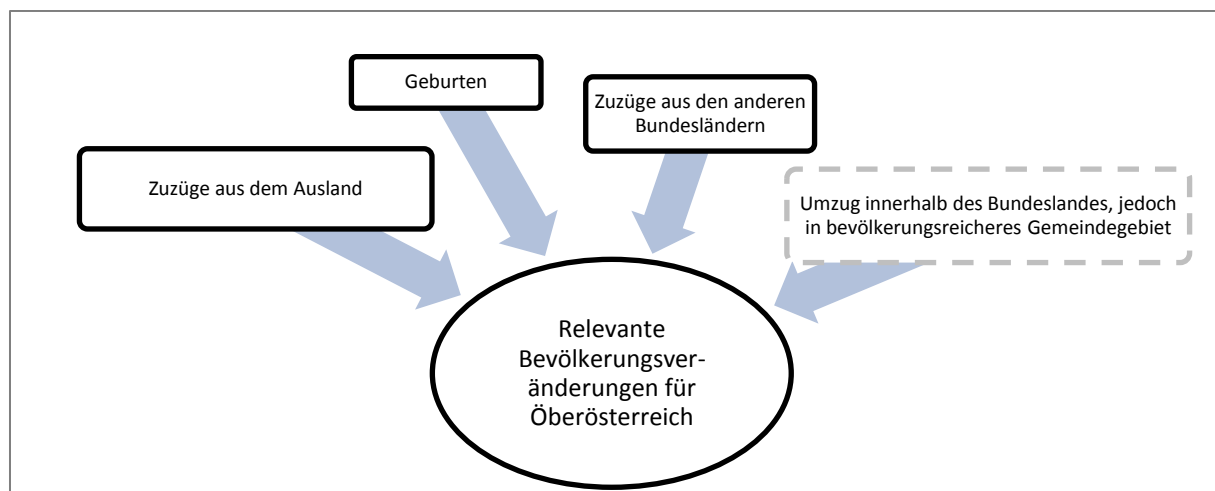 Geburten
Zuzüge aus den anderen
Bundesländern
Zuzüge aus dem Ausland
Umzug innerhalb des Bundeslandes, jedoch
in bevölkerungsreicheres Gemeindegebiet
Relevante
Bevölkerungsver-
änderungen für
Öberösterreich